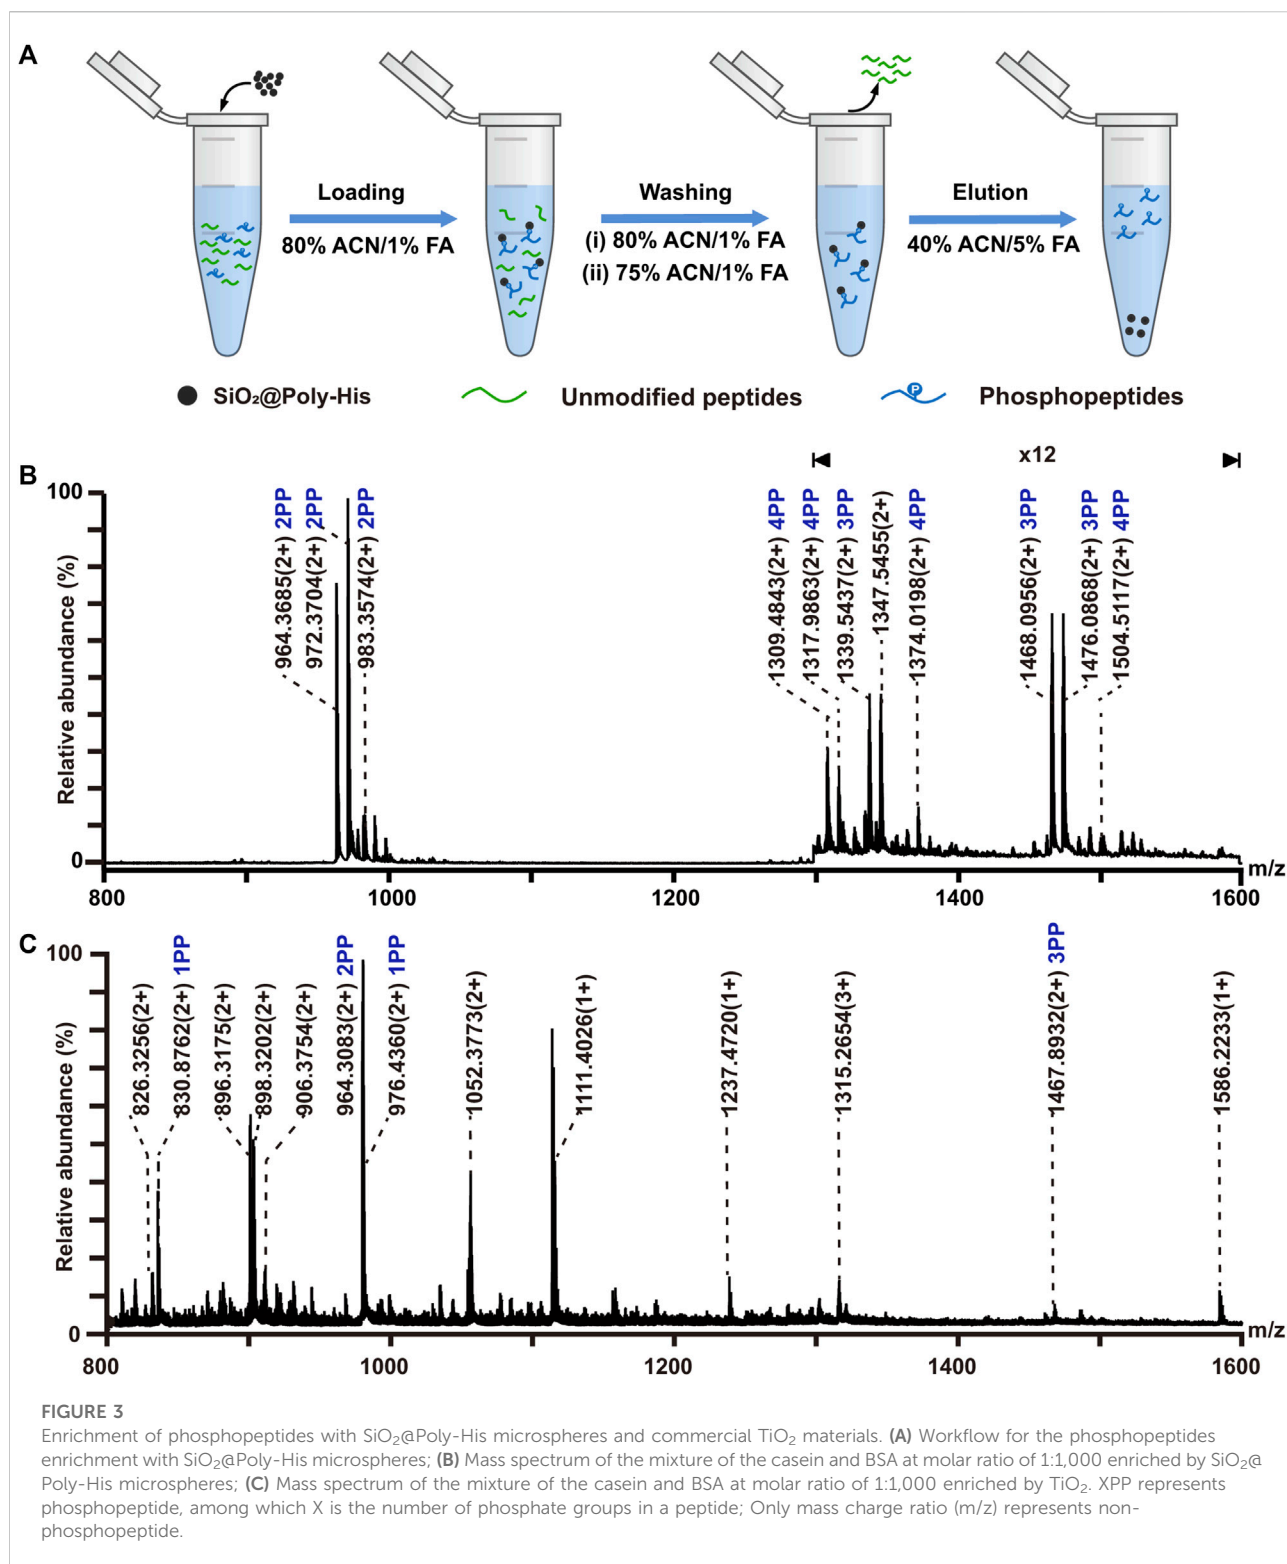 A
Loading
80% ACN/1% FA
Washing
(i) 80% ACN/1% FA
(ii) 75% ACN/1% FA
Elution
40% ACN/5% FA
SiO₂@Poly-His
Unmodified peptides
P
Phosphopeptides
B
x12
100
Relative abundance (%)
0
964.3685(2+) 2PP
972.3704(2+) 2PP
983.3574(2+) 2PP
1309.4843(2+) 4PP
1317.9863(2+) 4PP
1339.5437(2+) 3PP
1347.5455(2+)
1374.0198(2+) 4PP
1468.0956(2+) 3PP
1476.0868(2+) 3PP
1504.5117(2+) 4PP
800
1000
1200
1400
1600
m/z
C
100
Relative abundance (%)
0
826.3256(2+)
830.8762(2+) 1PP
896.3175(2+)
898.3202(2+)
906.3754(2+)
964.3083(2+) 2PP
976.4360(2+) 1PP
1052.3773(2+)
1111.4026(1+)
1237.4720(1+)
1315.2654(3+)
1467.8932(2+) 3PP
1586.2233(1+)
800
1000
1200
1400
1600
m/z
FIGURE 3
Enrichment of phosphopeptides with SiO₂@Poly-His microspheres and commercial TiO₂ materials. (A) Workflow for the phosphopeptides
enrichment with SiO₂@Poly-His microspheres; (B) Mass spectrum of the mixture of the casein and BSA at molar ratio of 1:1,000 enriched by SiO₂@
Poly-His microspheres; (C) Mass spectrum of the mixture of the casein and BSA at molar ratio of 1:1,000 enriched by TiO₂. XPP represents
phosphopeptide, among which X is the number of phosphate groups in a peptide; Only mass charge ratio (m/z) represents non-
phosphopeptide.